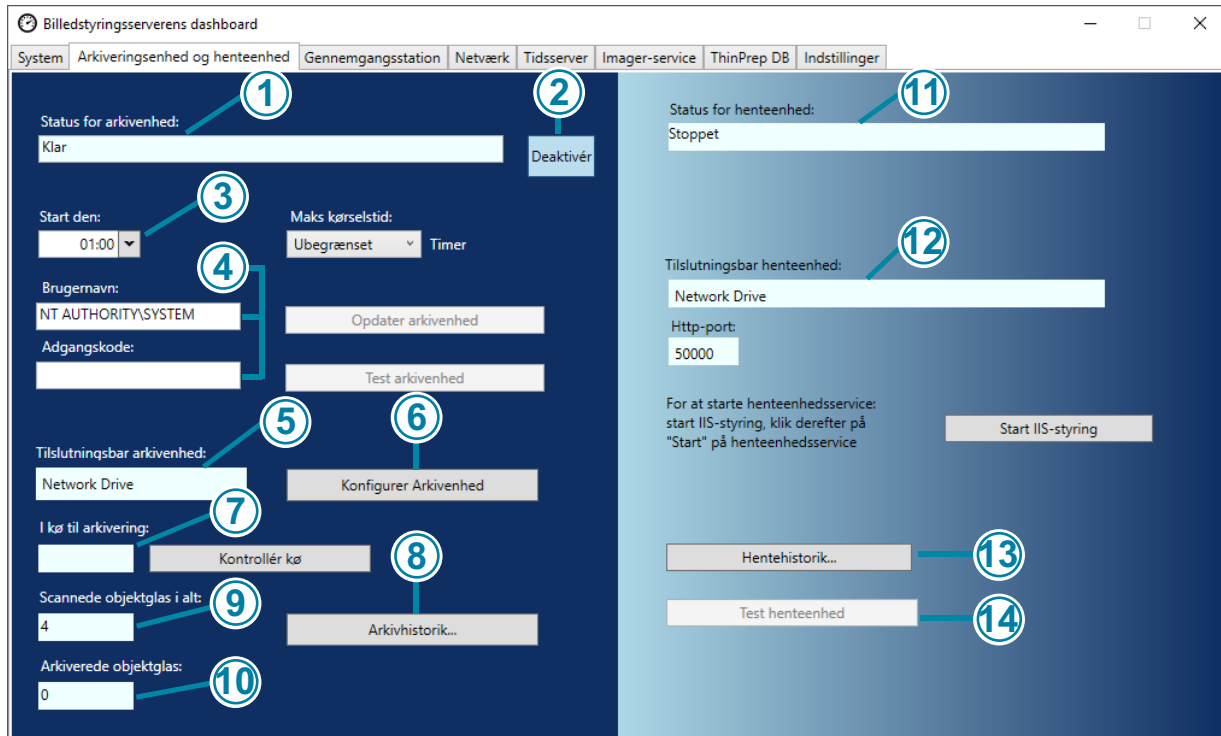 Billedstyringsserverens dashboard
System Arkiveringsenhed og henteenhed Gennemgangsstation Netværk Tidsserver Imager-service ThinPrep DB Indstillinger
1
2
Status for arkivenhed:
Klar
Deaktivér
3
Start den:
01:00
Maks kørselstid:
Ubegrænset Timer
4
Brugernavn:
NT AUTHORITY\SYSTEM
Opdater arkivenhed
Adgangskode:
Test arkivenhed
5
6
Tilslutningsbar arkivenhed:
Network Drive
Konfigurer Arkivenhed
7
I kø til arkivering:
Kontrollér kø
8
Scannede objektglas i alt:
9
4
Arkivhistorik...
Arkiverede objektglas:
10
0
11
Status for henteenhed:
Stoppet
12
Tilslutningsbar henteenhed:
Network Drive
Http-port:
50000
For at starte henteenhedsservice:
start IIS-styring, klik derefter på
"Start" på henteenhedsservice
Start IIS-styring
Hentehistorik...
13
Test henteenhed
14